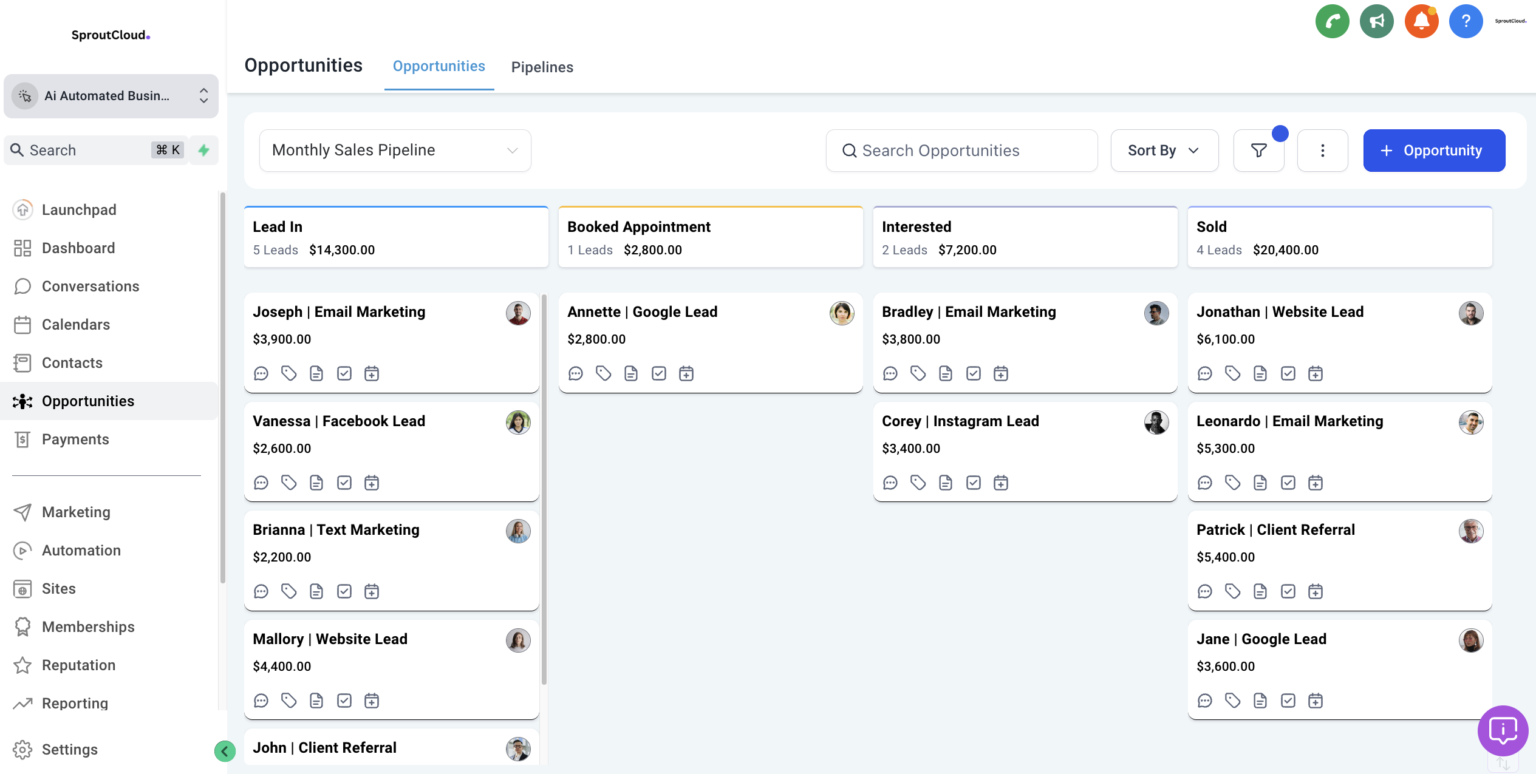 SproutCloud.
Ai Automated Busin...
Search ⌘ K
Launchpad
Dashboard
Conversations
Calendars
Contacts
Opportunities
Payments
Marketing
Automation
Sites
Memberships
Reputation
Reporting
Settings
SproutCloud.
Opportunities
Opportunities
Pipelines
Monthly Sales Pipeline
Search Opportunities
Sort By
+ Opportunity
Lead In
5 Leads $14,300.00
Joseph | Email Marketing
$3,900.00
Vanessa | Facebook Lead
$2,600.00
Brianna | Text Marketing
$2,200.00
Mallory | Website Lead
$4,400.00
John | Client Referral
Booked Appointment
1 Leads $2,800.00
Annette | Google Lead
$2,800.00
Interested
2 Leads $7,200.00
Bradley | Email Marketing
$3,800.00
Corey | Instagram Lead
$3,400.00
Sold
4 Leads $20,400.00
Jonathan | Website Lead
$6,100.00
Leonardo | Email Marketing
$5,300.00
Patrick | Client Referral
$5,400.00
Jane | Google Lead
$3,600.00